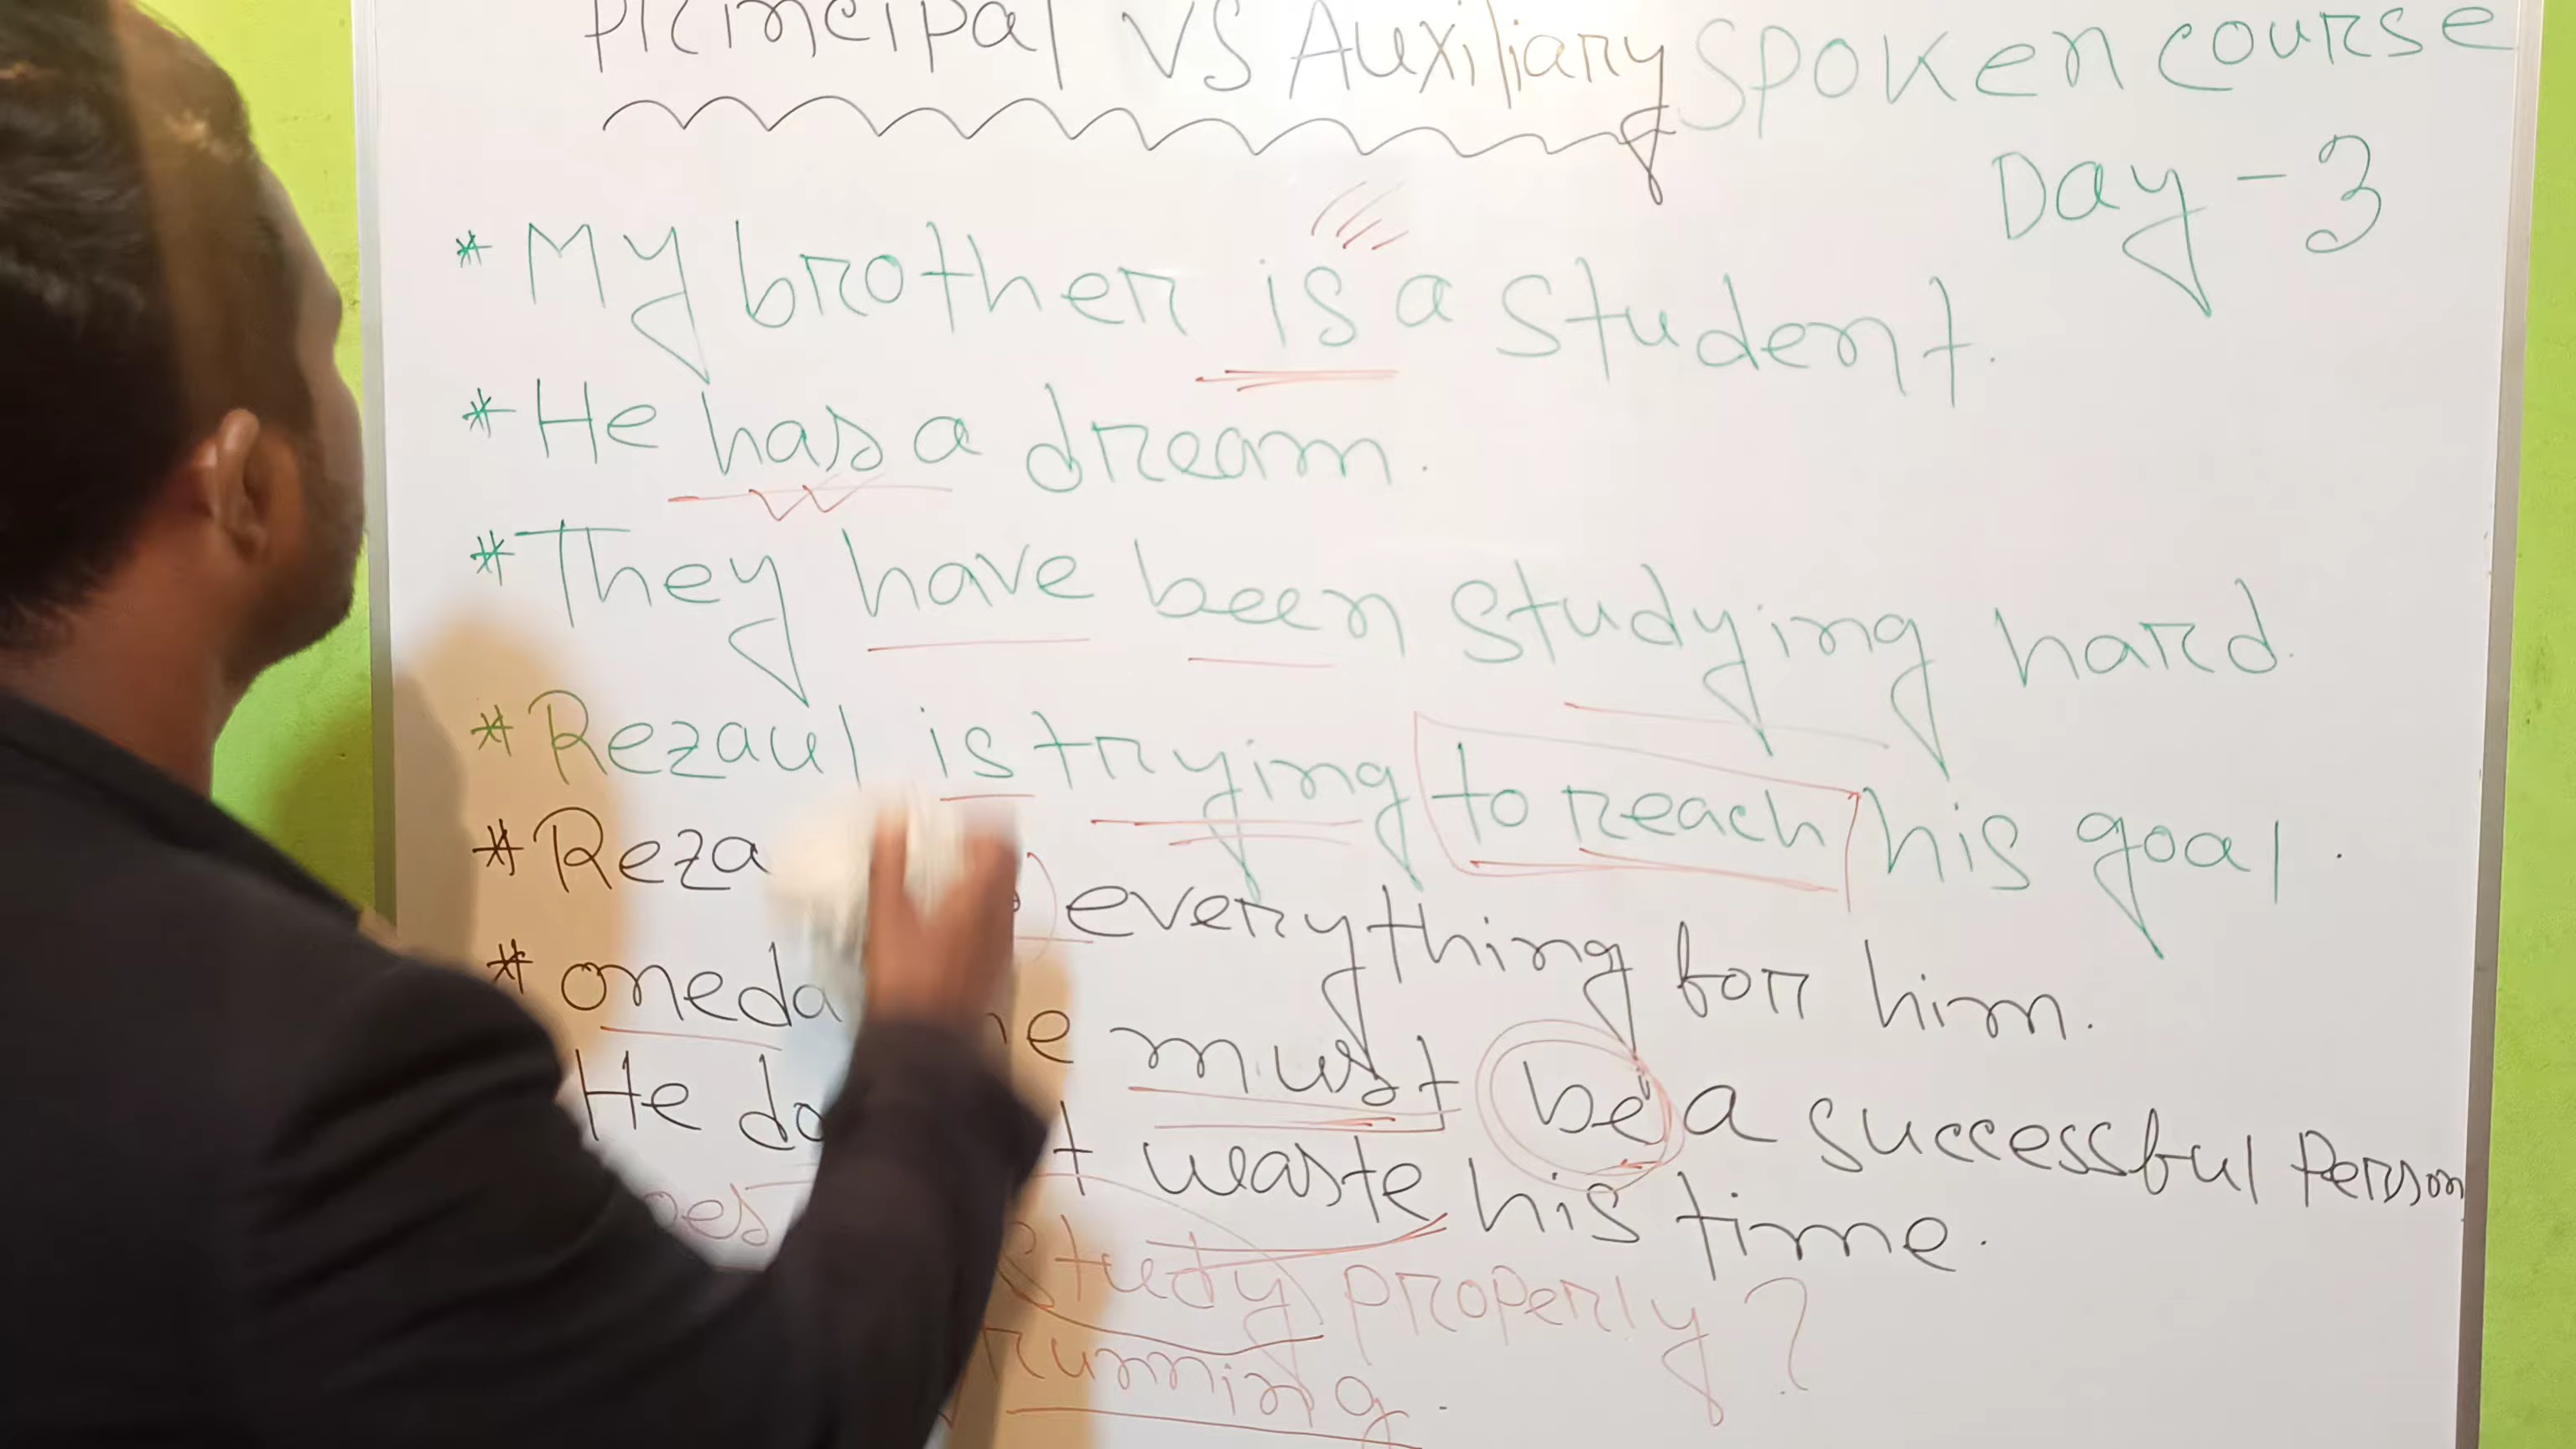 Principal VS Auxiliary Spoken course
Day - 3
* My brother is a student.
* He has a dream.
* They have been studying hard.
* Rezaul is trying to reach his goal.
* Reza everything for him.
* oneda must be a successful person
He waste his time.
study properly?
running.